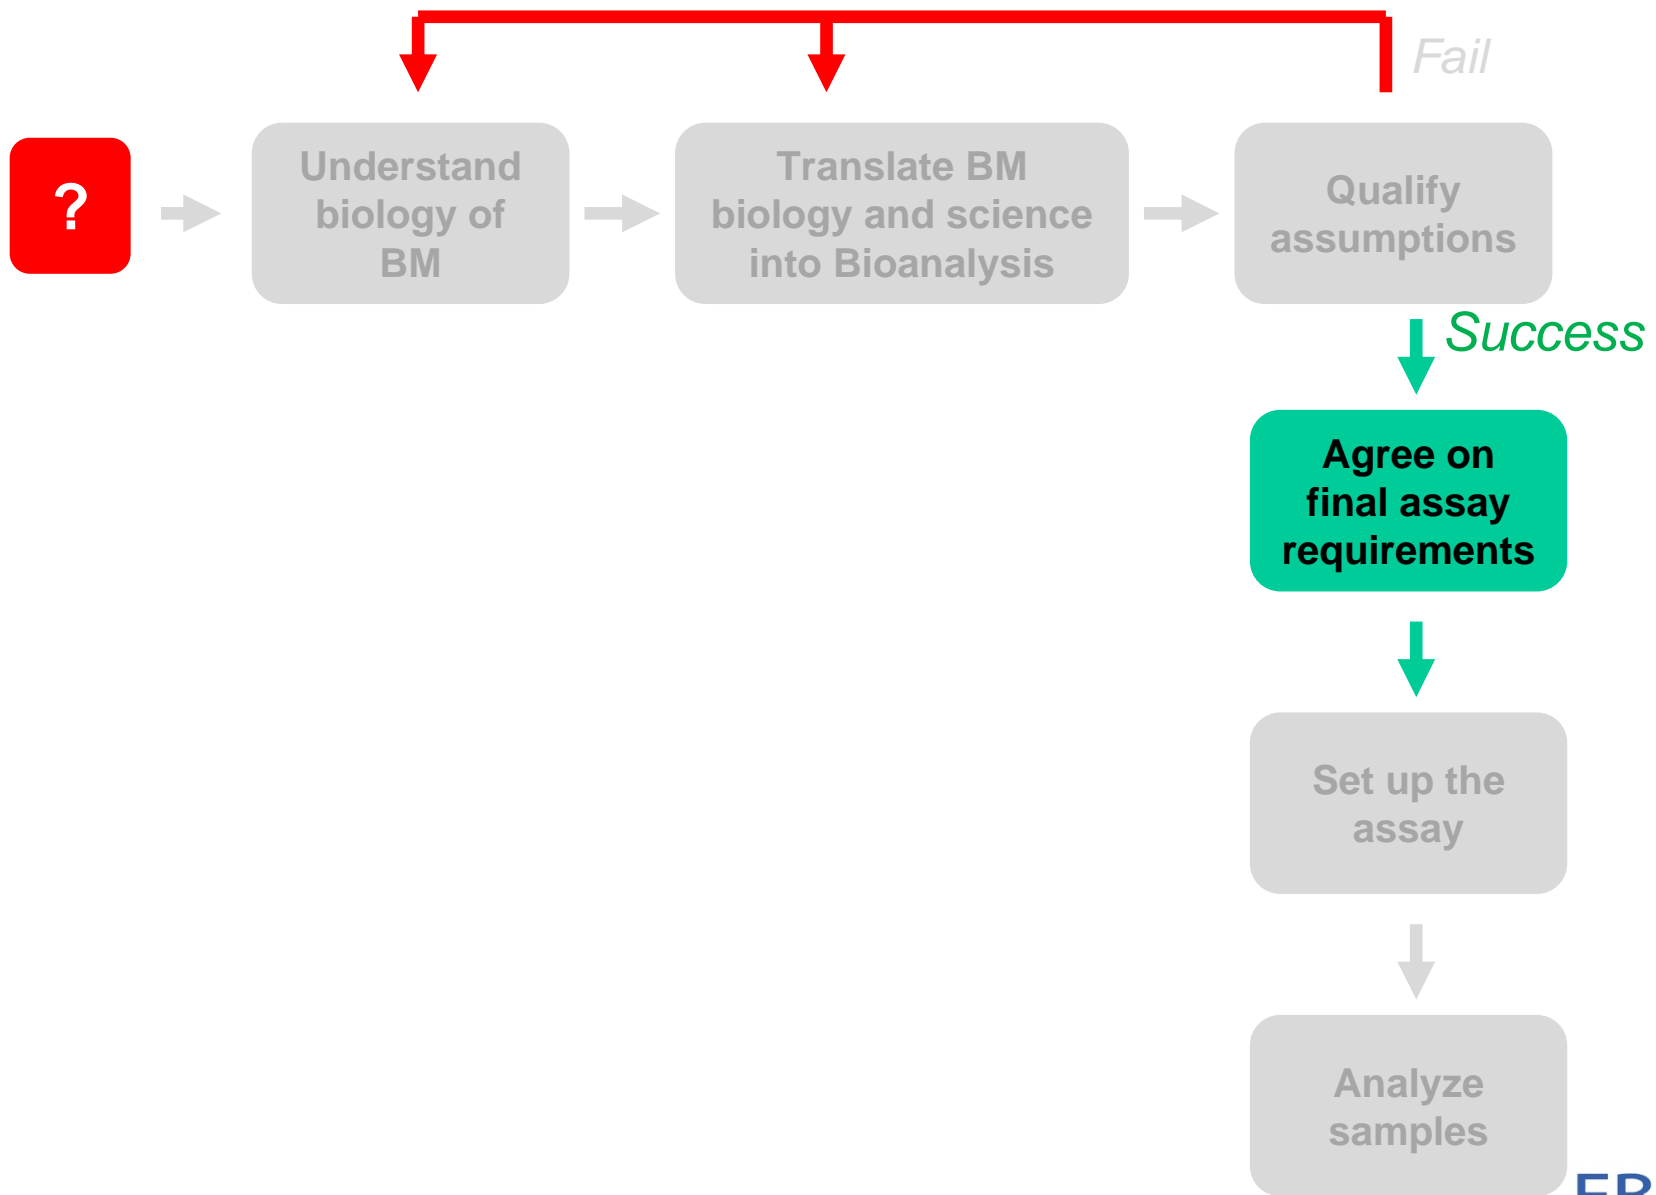 Fail
?
Understand
biology of
BM
Translate BM
biology and science
into Bioanalysis
Qualify
assumptions
Success
Agree on
final assay
requirements
Set up the
assay
Analyze
samples